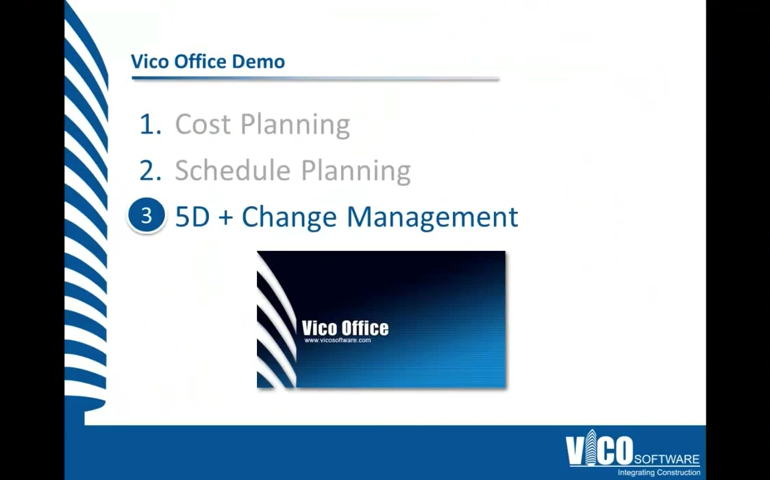 Vico Office Demo
1. Cost Planning
2. Schedule Planning
3 5D + Change Management
Vico Office
www.vicosoftware.com
VICO SOFTWARE
Integrating Construction